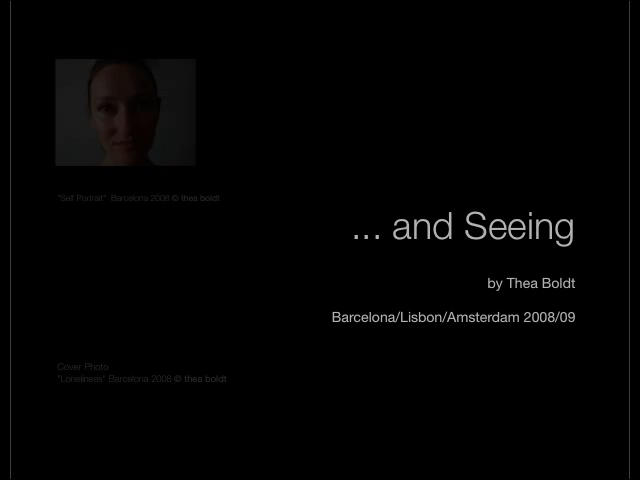 "Self Portrait" Barcelona 2008 © thea boldt
... and Seeing
by Thea Boldt
Barcelona/Lisbon/Amsterdam 2008/09
Cover Photo
"Loneliness" Barcelona 2008 © thea boldt